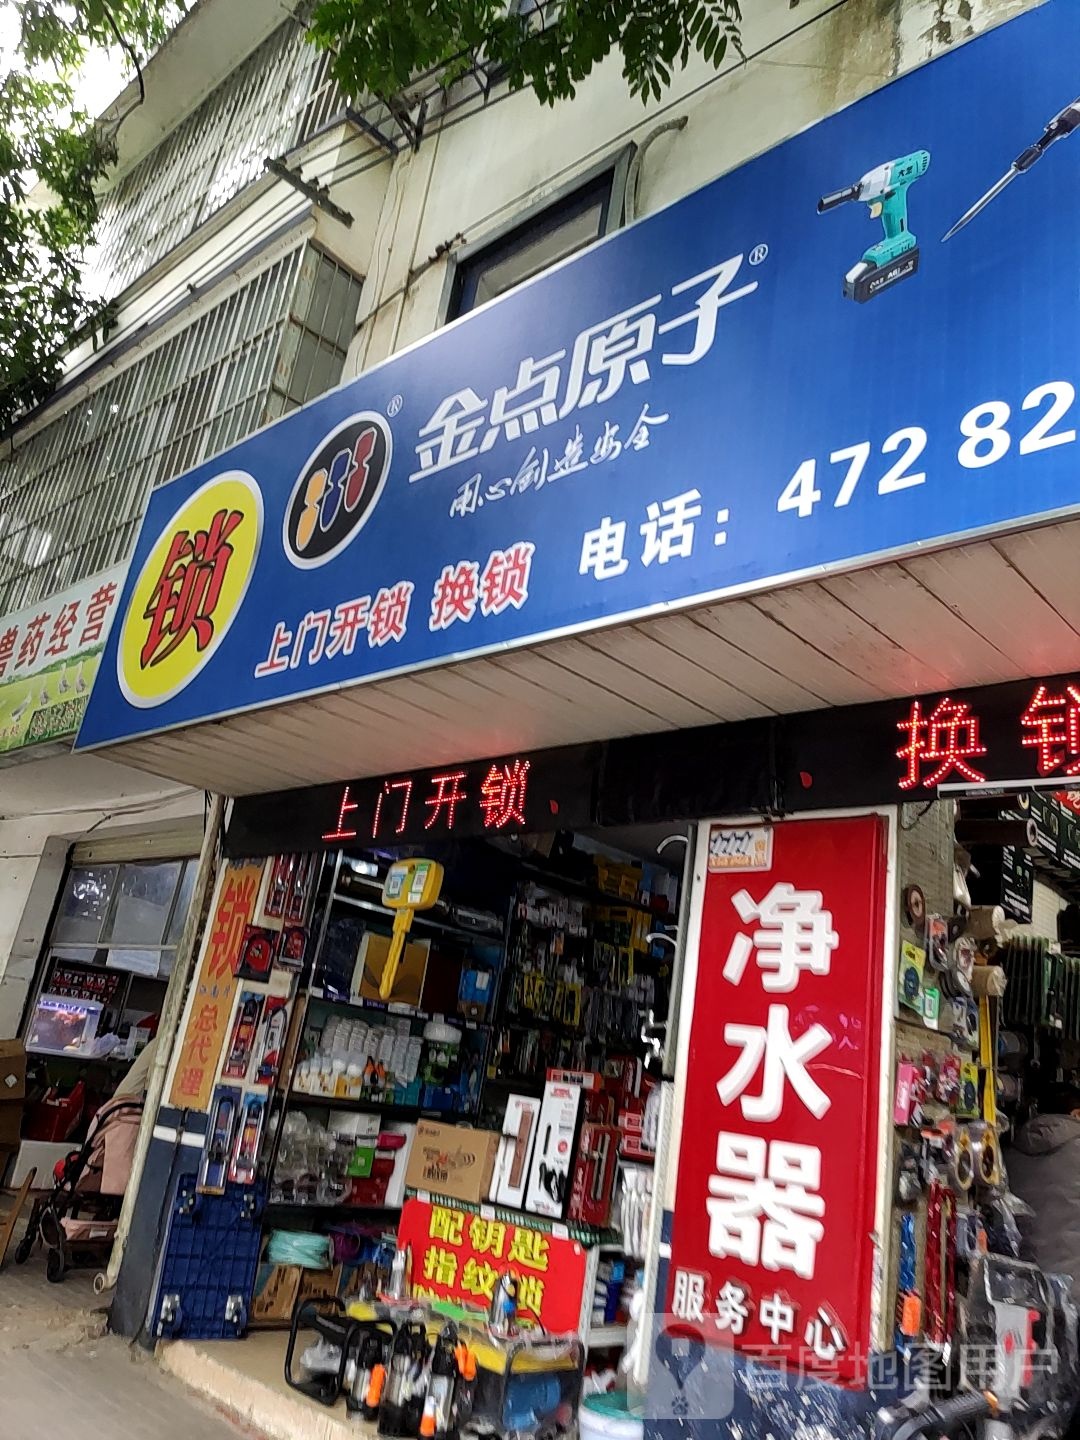 金点原子®
®
用心创造安全
锁
上门开锁 换锁
电话：472 82
兽药经营
上门开锁
换锁
锁
总代理
净水器
服务中心
配钥匙
指纹锁
百度地图用户